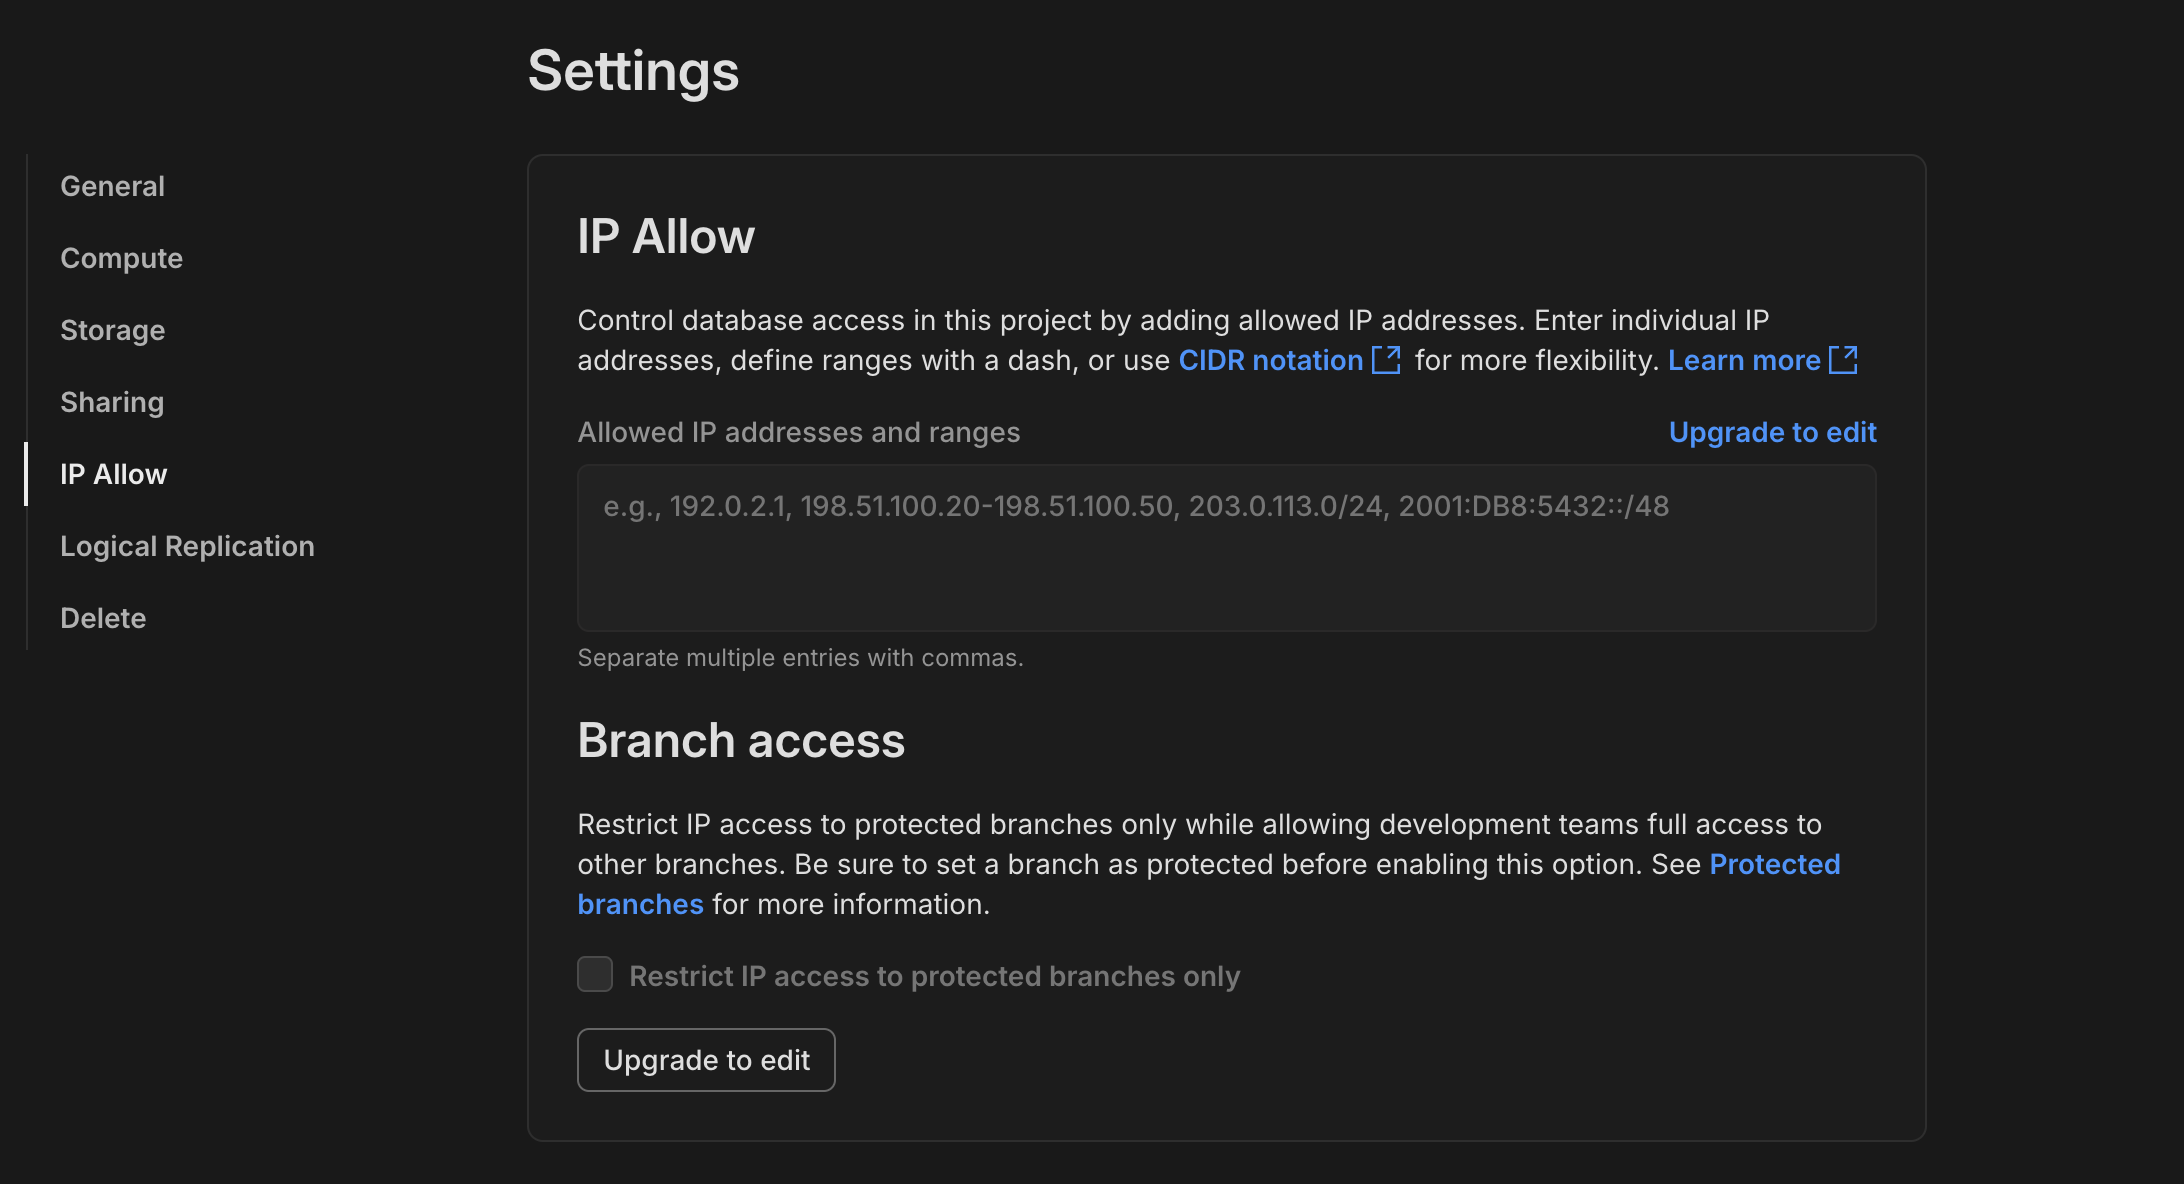 Settings
General
Compute
Storage
Sharing
IP Allow
Logical Replication
Delete
IP Allow
Control database access in this project by adding allowed IP addresses. Enter individual IP
addresses, define ranges with a dash, or use CIDR notation for more flexibility. Learn more
Allowed IP addresses and ranges
Upgrade to edit
e.g., 192.0.2.1, 198.51.100.20-198.51.100.50, 203.0.113.0/24, 2001:DB8:5432::/48
Separate multiple entries with commas.
Branch access
Restrict IP access to protected branches only while allowing development teams full access to
other branches. Be sure to set a branch as protected before enabling this option. See Protected
branches for more information.
Restrict IP access to protected branches only
Upgrade to edit